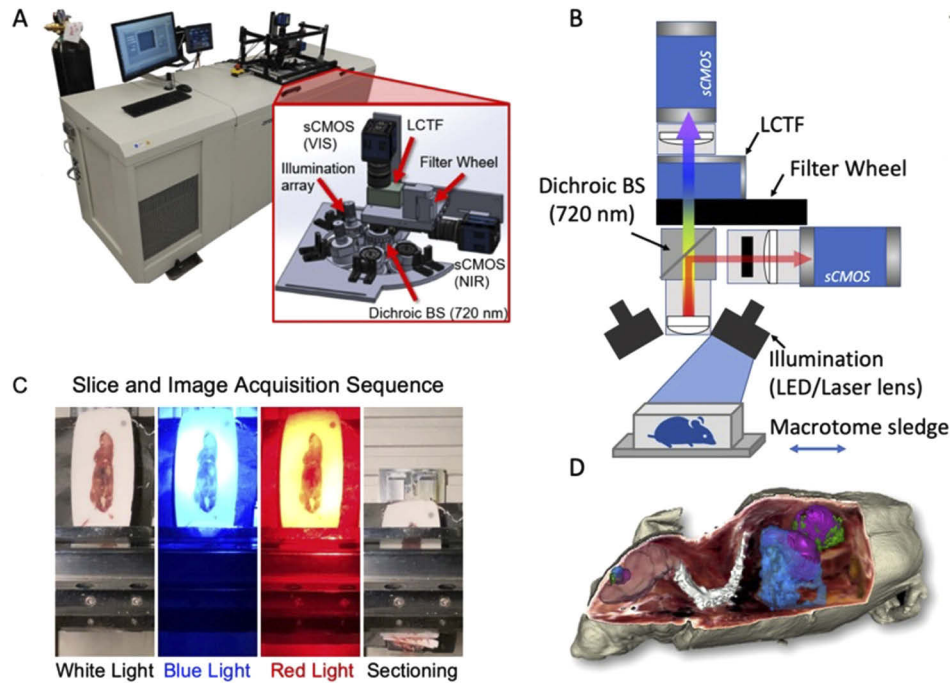 A
sCMOS
(VIS)
LCTF
Illumination
array
Filter Wheel
sCMOS
(NIR)
Dichroic BS (720 nm)
B
sCMOS
LCTF
Filter Wheel
Dichroic BS
(720 nm)
sCMOS
Illumination
(LED/Laser lens)
Macrotome sledge
C
Slice and Image Acquisition Sequence
White Light
Blue Light
Red Light
Sectioning
D